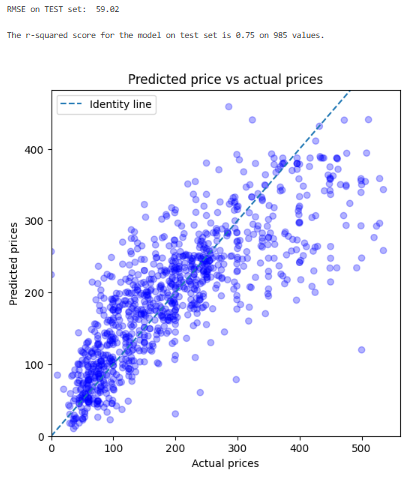 RMSE on TEST set:  59.02
The r-squared score for the model on test set is 0.75 on 985 values.
Predicted price vs actual prices
Identity line
Predicted prices
400
300
200
100
0
0 100 200 300 400 500
Actual prices